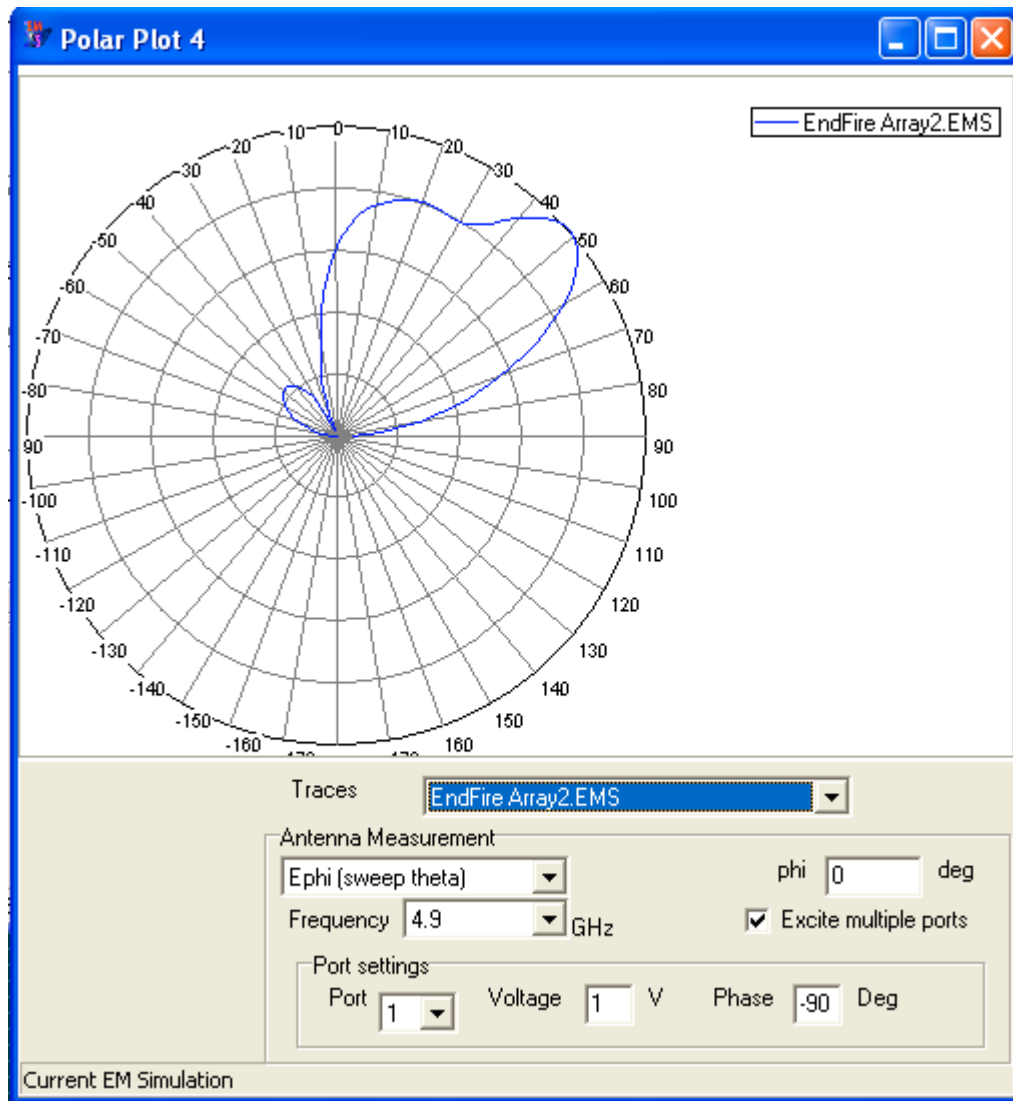 Polar Plot 4
EndFire Array2.EMS
-10 0 10
-20 20
-30 30
-40 40
-50 50
-60 60
-70 70
-80 80
90 90
-100 100
-110 110
-120 120
-130 130
-140 140
-150 150
-160 160
Traces EndFire Array2.EMS
Antenna Measurement
Ephi (sweep theta) phi 0 deg
Frequency 4.9 GHz Excite multiple ports
Port settings
Port 1 Voltage 1 V Phase -90 Deg
Current EM Simulation